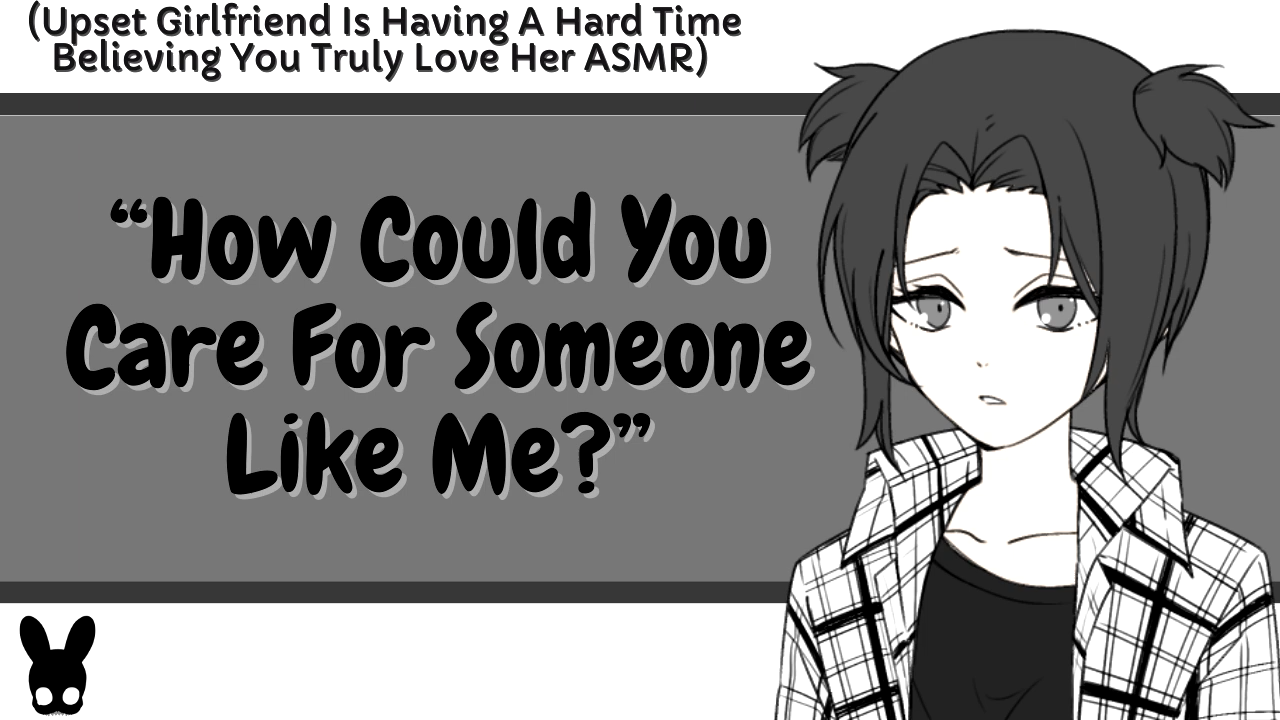 (Upset Girlfriend Is Having A Hard Time
Believing You Truly Love Her ASMR)
“How Could You
Care For Someone
Like Me?”